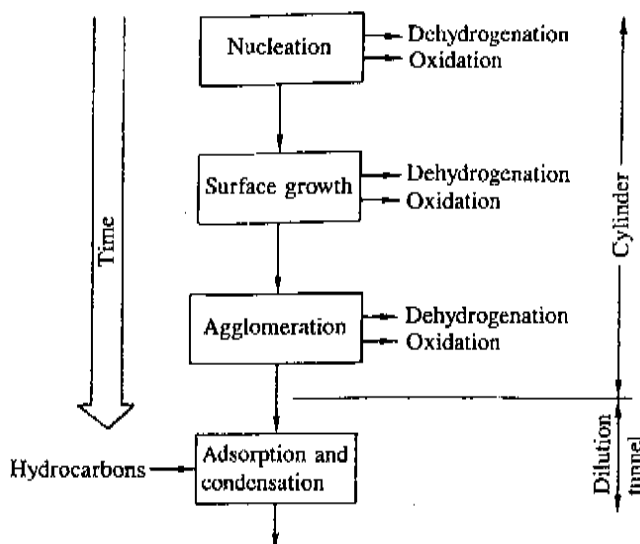 Nucleation
Dehydrogenation
Oxidation
Surface growth
Dehydrogenation
Oxidation
Cylinder
Time
Agglomeration
Dehydrogenation
Oxidation
Hydrocarbons
Adsorption and
condensation
Dilution
tunnel